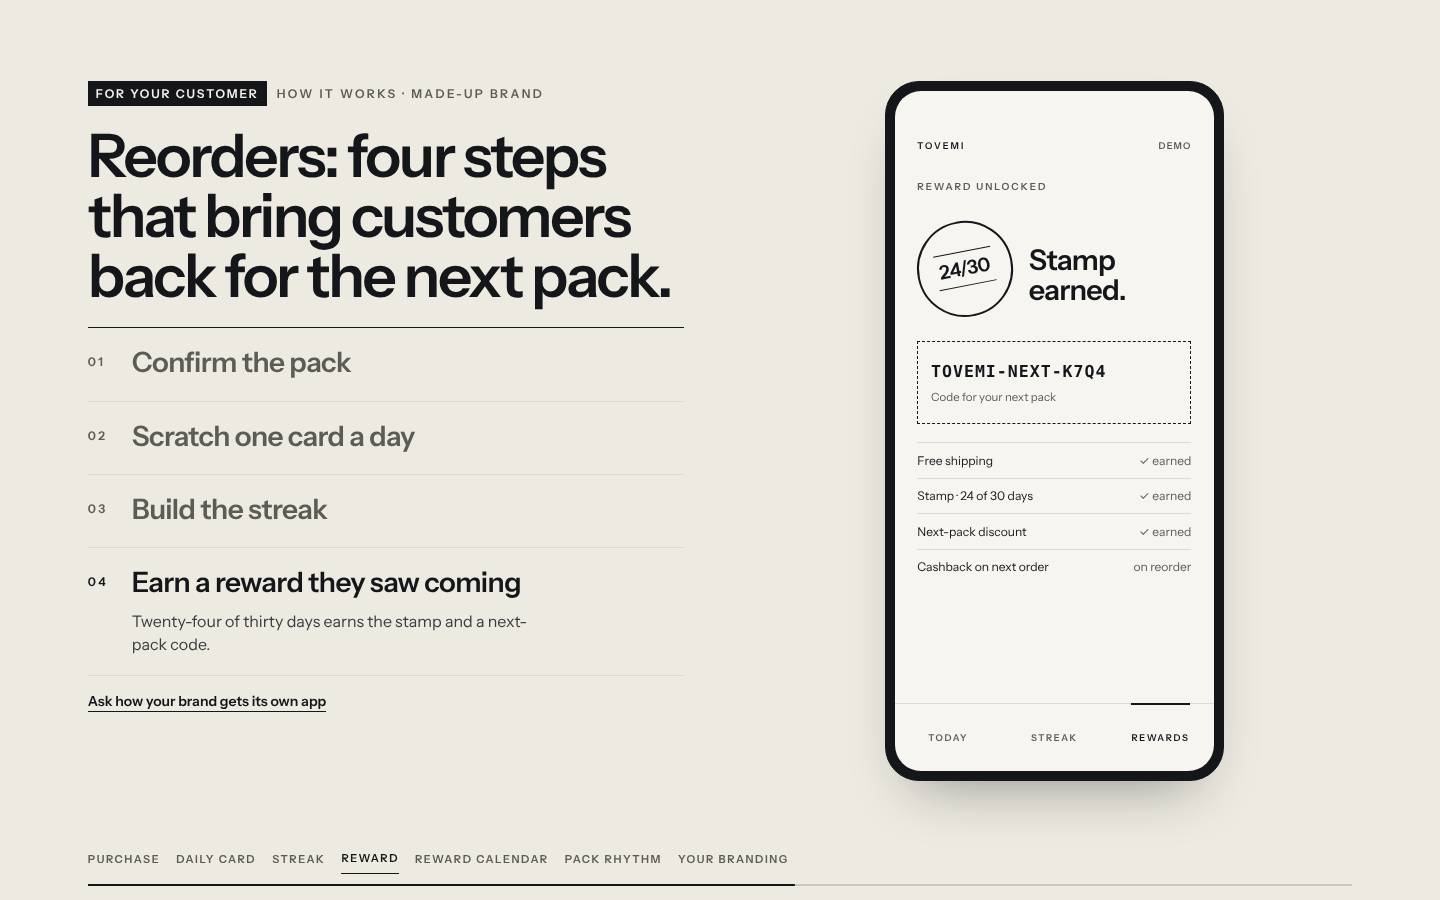 FOR YOUR CUSTOMER HOW IT WORKS · MADE-UP BRAND
Reorders: four steps
that bring customers
back for the next pack.
01 Confirm the pack
02 Scratch one card a day
03 Build the streak
04 Earn a reward they saw coming
Twenty-four of thirty days earns the stamp and a next-
pack code.
Ask how your brand gets its own app
TOVEMI DEMO
REWARD UNLOCKED
24/30
Stamp
earned.
TOVEMI-NEXT-K7Q4
Code for your next pack
Free shipping ✓ earned
Stamp · 24 of 30 days ✓ earned
Next-pack discount ✓ earned
Cashback on next order on reorder
TODAY STREAK REWARDS
PURCHASE DAILY CARD STREAK REWARD REWARD CALENDAR PACK RHYTHM YOUR BRANDING